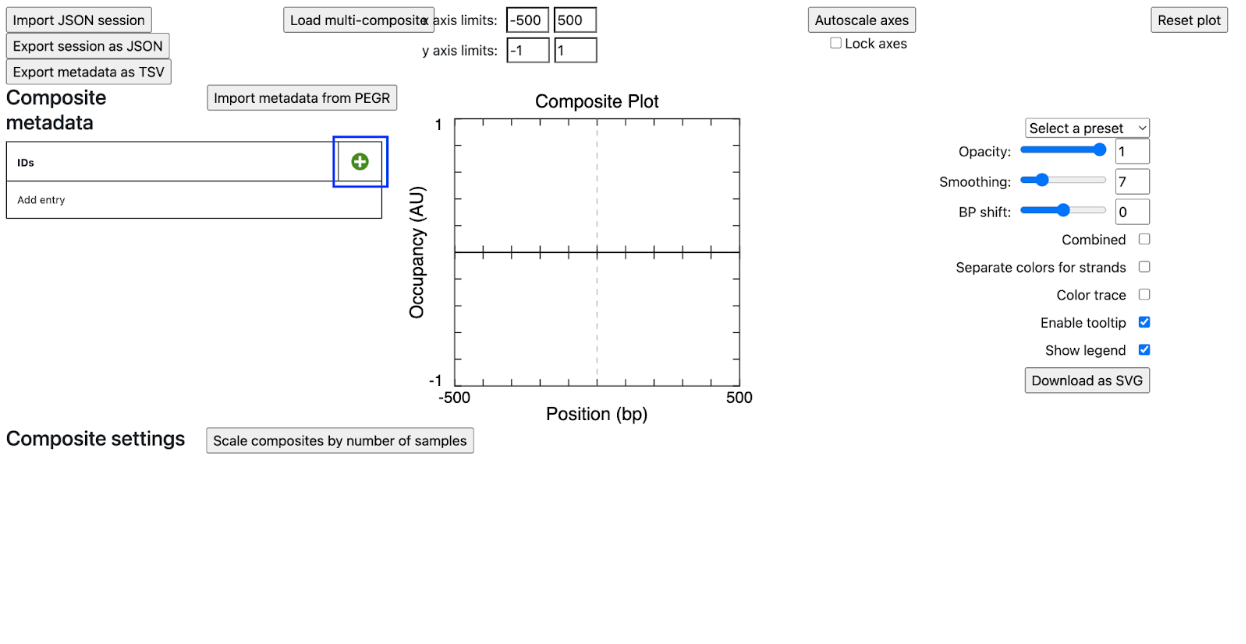 Import JSON session
Export session as JSON
Export metadata as TSV
Load multi-composite
x axis limits: -500 500
y axis limits: -1 1
Autoscale axes
Lock axes
Reset plot
Composite metadata
Import metadata from PEGR
IDs
Add entry
Composite Plot
1
Occupancy (AU)
-1
-500
500
Position (bp)
Select a preset
Opacity: 1
Smoothing: 7
BP shift: 0
Combined
Separate colors for strands
Color trace
Enable tooltip
Show legend
Download as SVG
Composite settings
Scale composites by number of samples